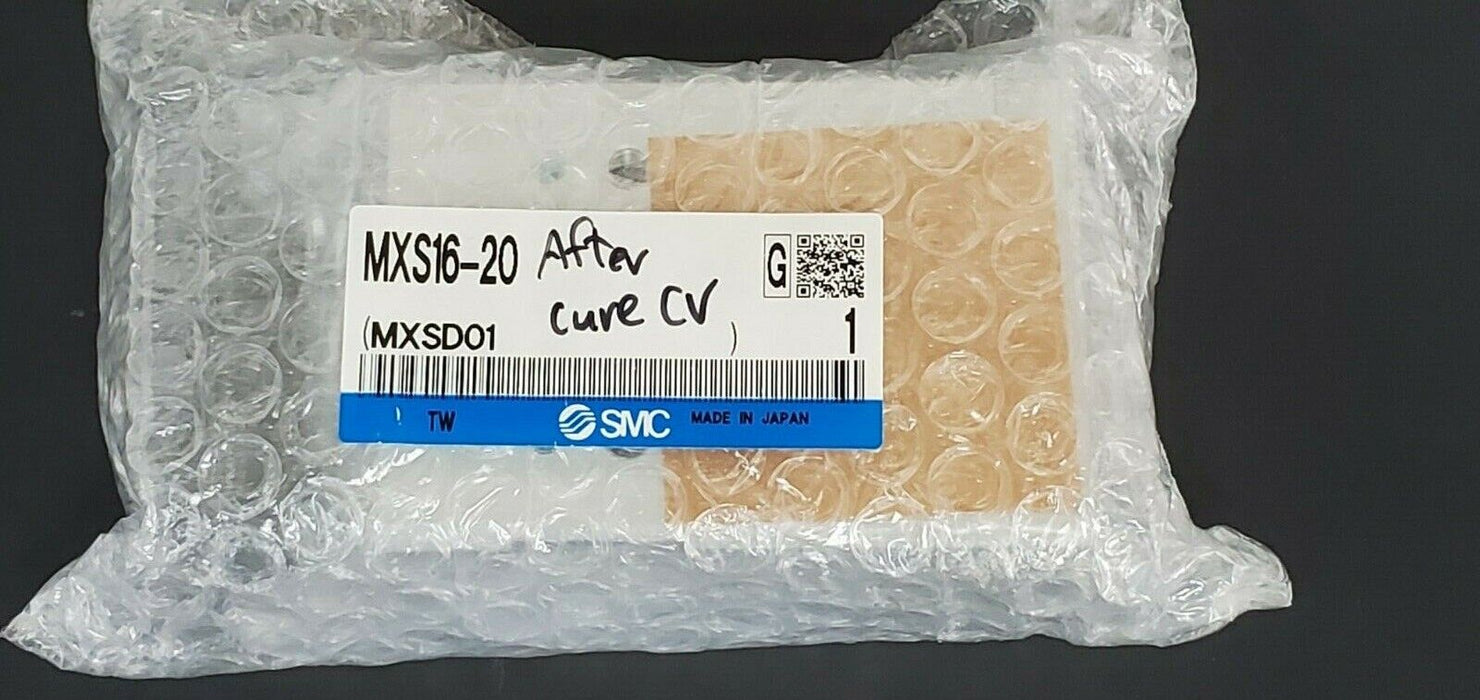 MXS16-20 After G
cure CV
(MXSD01 ) 1
TW SMC MADE IN JAPAN